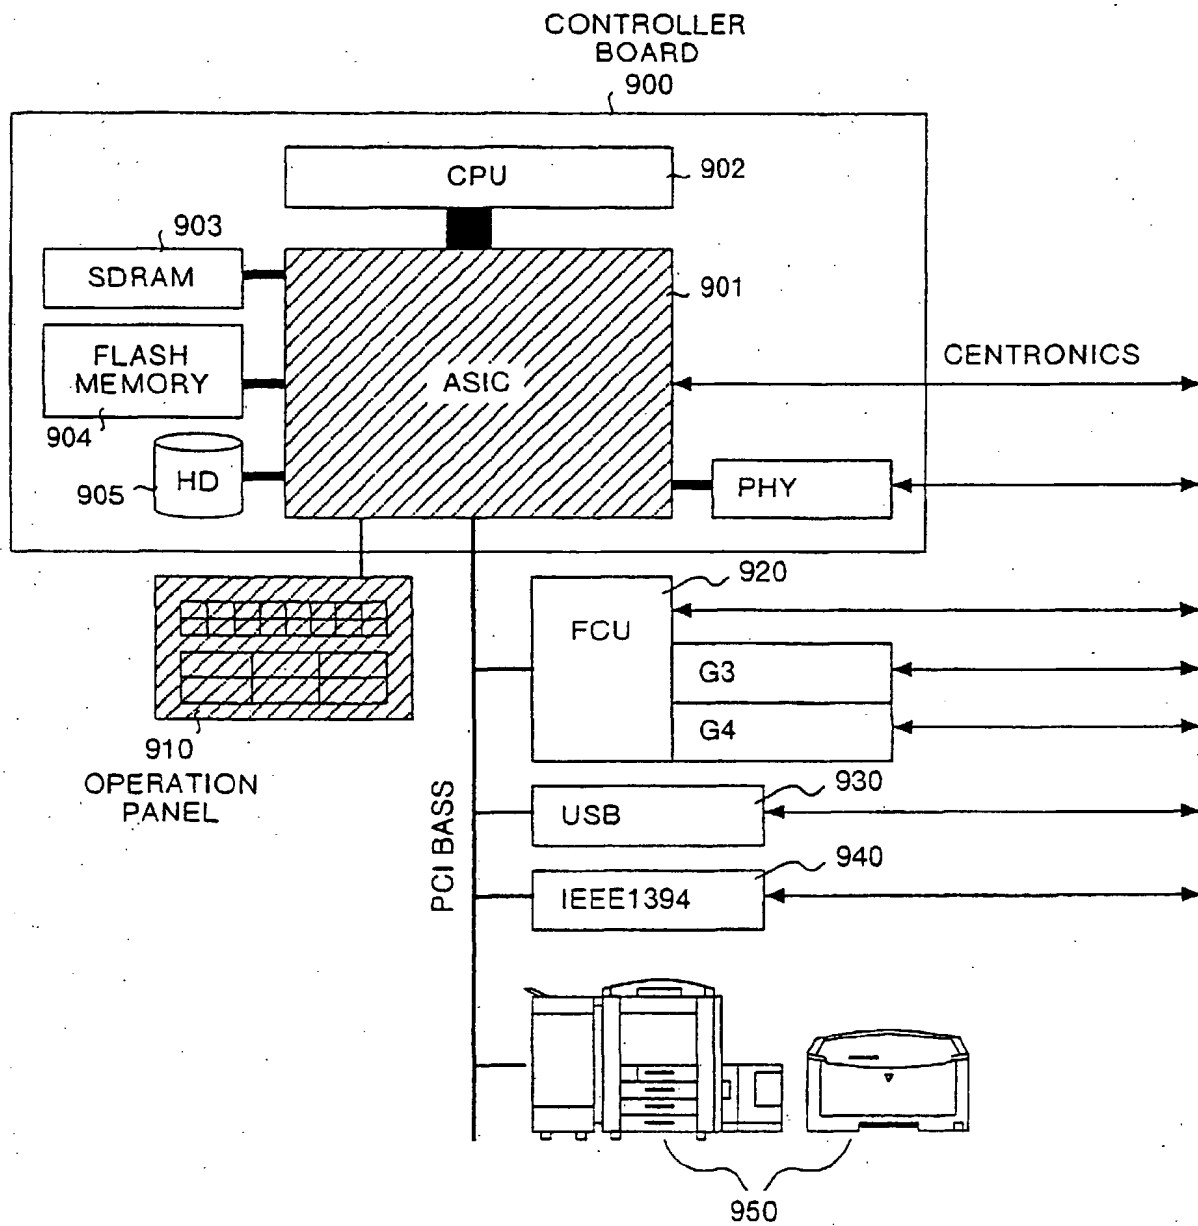 CONTROLLER
BOARD
900
CPU
902
903
SDRAM
901
FLASH
MEMORY
ASIC
CENTRONICS
904
905
HD
PHY
920
FCU
G3
G4
910
OPERATION
PANEL
PCI BASS
930
USB
940
IEEE1394
950